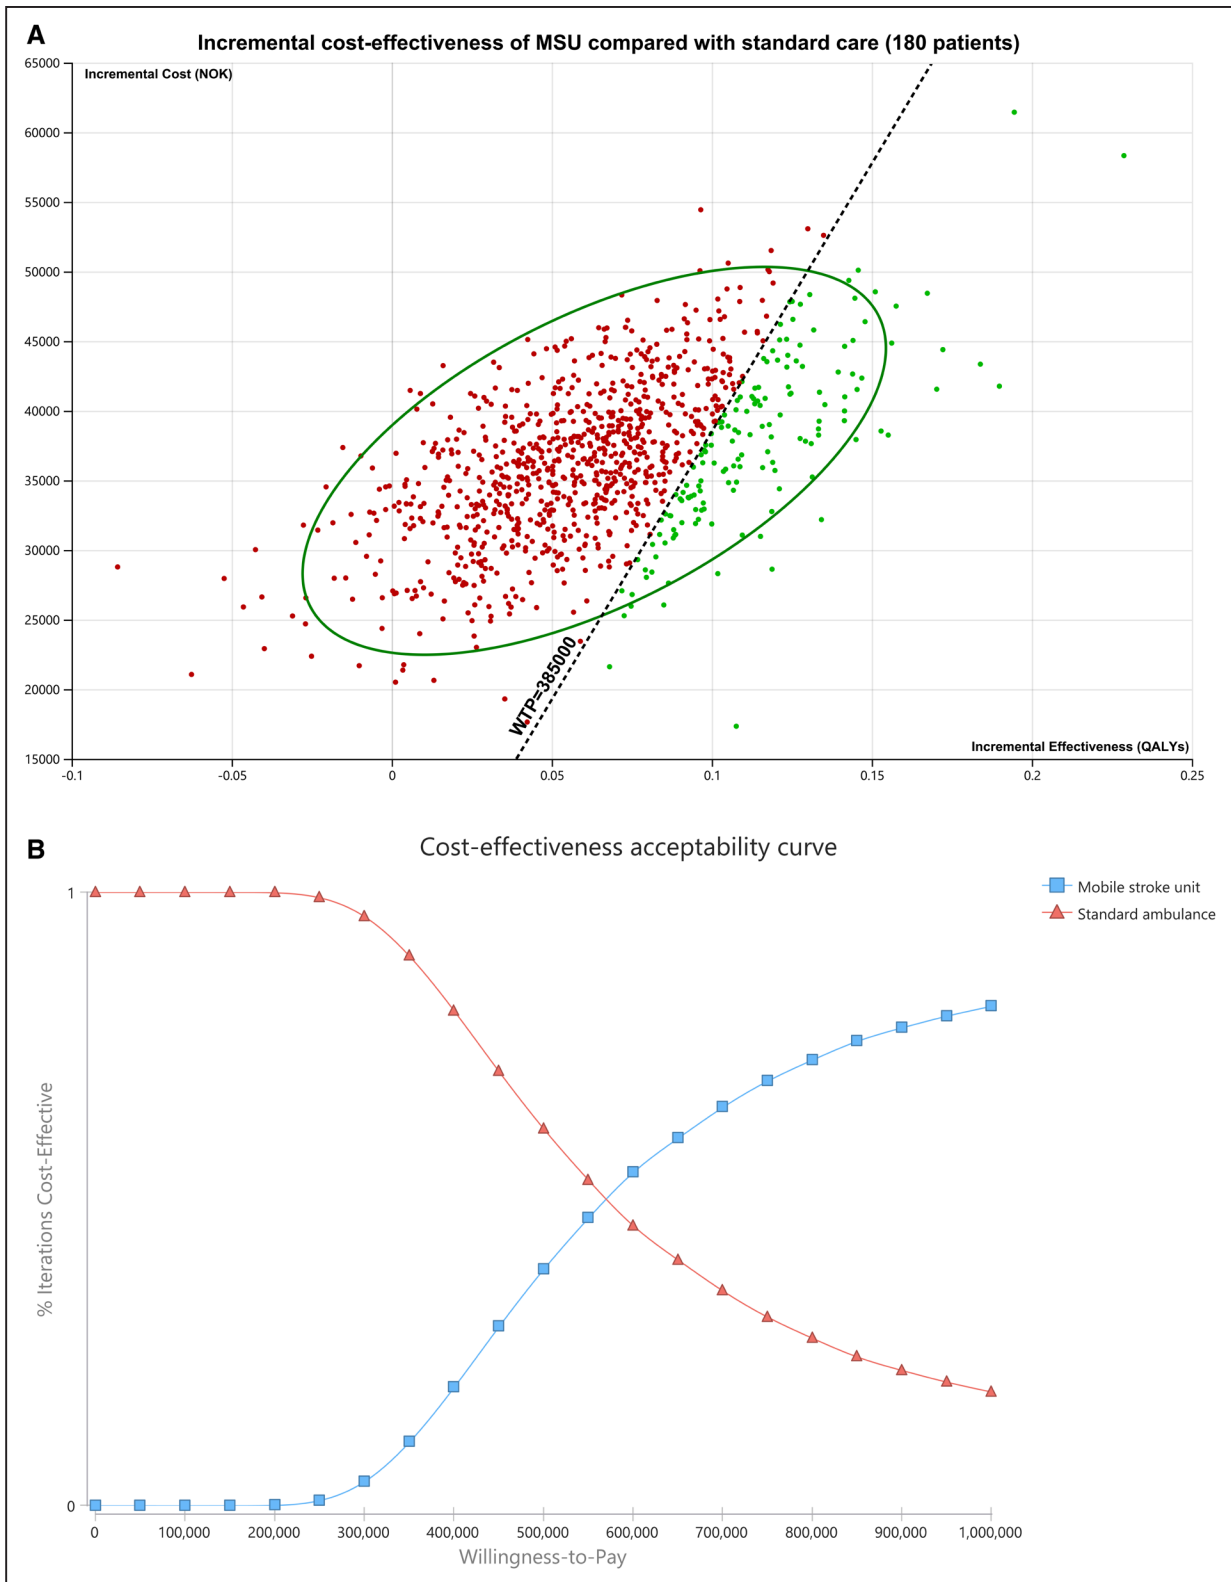 A
Incremental cost-effectiveness of MSU compared with standard care (180 patients)
Incremental Cost (NOK)
65000
60000
55000
50000
45000
40000
35000
30000
25000
20000
15000
WTP=385000
Incremental Effectiveness (QALYs)
-0.1 -0.05 0 0.05 0.1 0.15 0.2 0.25
B
Cost-effectiveness acceptability curve
Mobile stroke unit
Standard ambulance
1
% Iterations Cost-Effective
0
0 100,000 200,000 300,000 400,000 500,000 600,000 700,000 800,000 900,000 1,000,000
Willingness-to-Pay